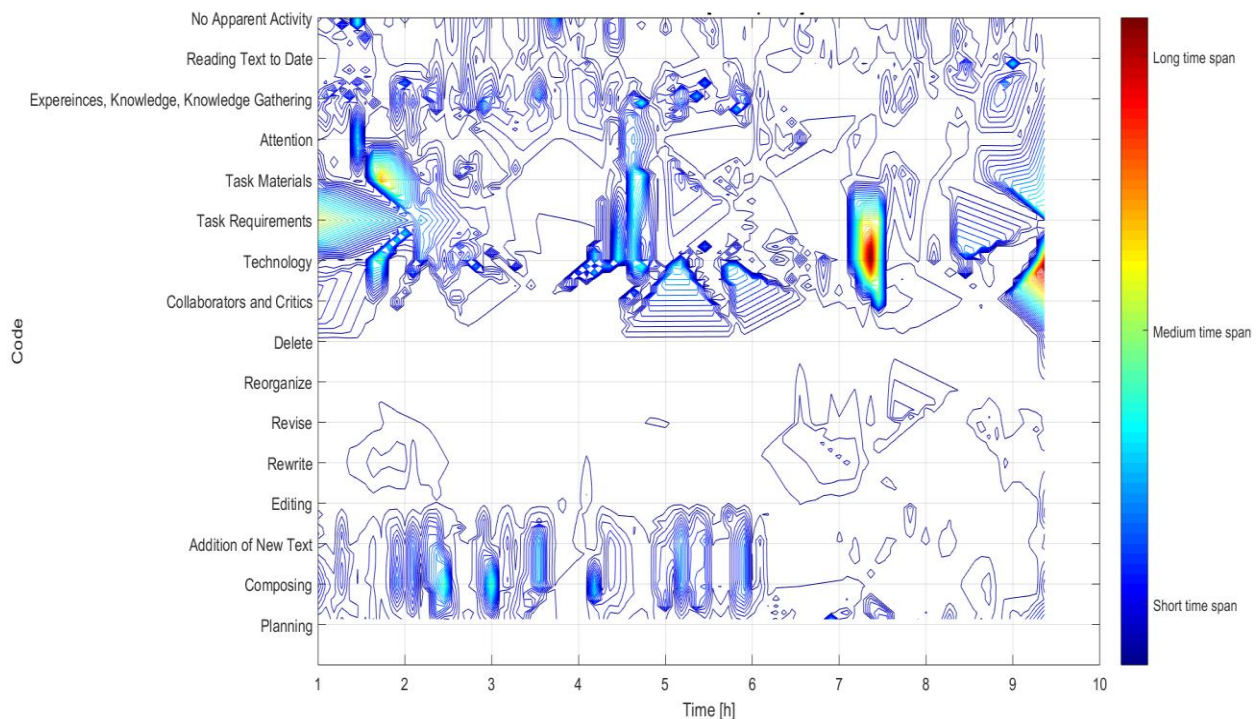 No Apparent Activity
Reading Text to Date
Expereinces, Knowledge, Knowledge Gathering
Attention
Task Materials
Task Requirements
Technology
Collaborators and Critics
Delete
Reorganize
Revise
Rewrite
Editing
Addition of New Text
Composing
Planning
Code
1 2 3 4 5 6 7 8 9 10
Time [h]
Long time span
Medium time span
Short time span